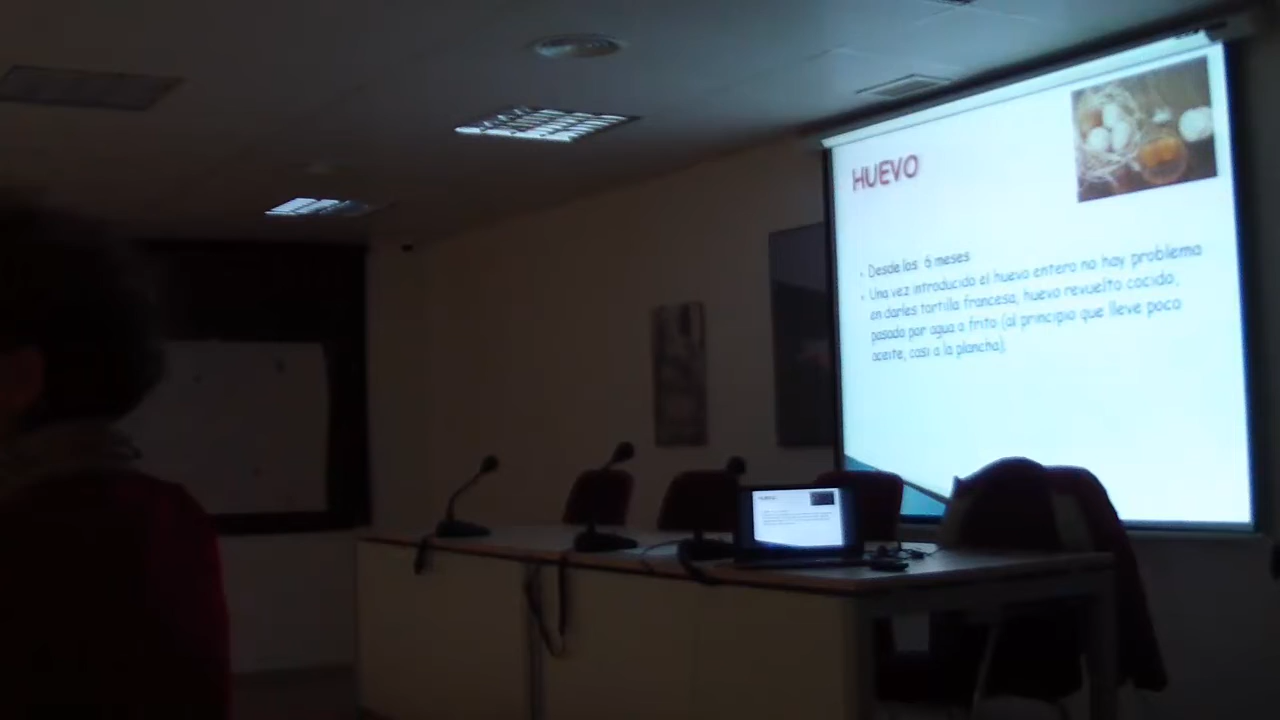 HUEVO
• Desde los 6 meses
• Una vez introducido el huevo entero no hay problema
en darles tortilla francesa, huevo revuelto cocido,
pasado por agua o frito (al principio que lleve poco
aceite, casi a la plancha).
HUEVO